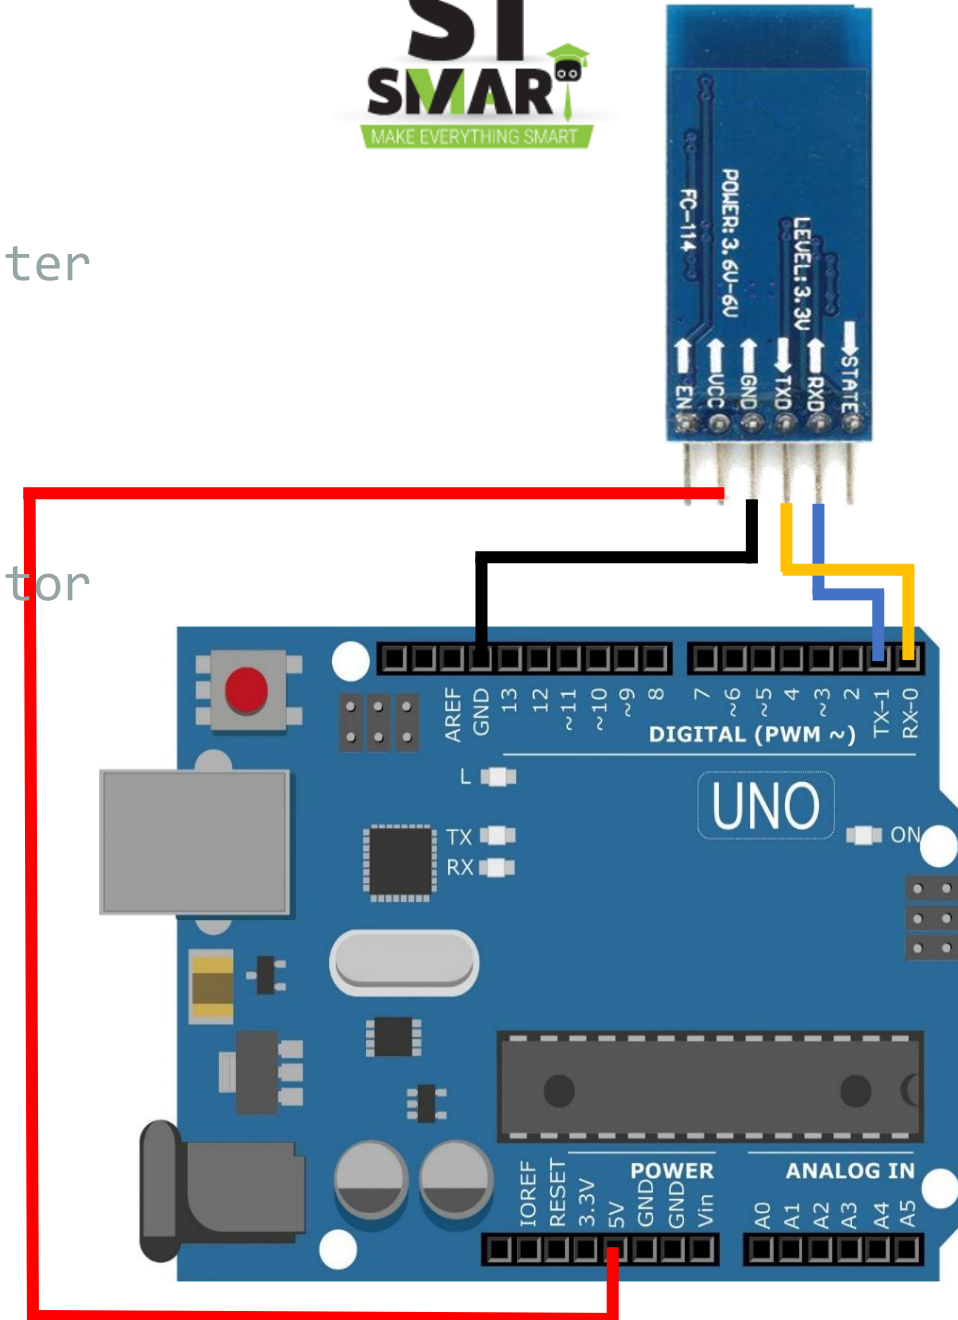 ST
SMART
MAKE EVERYTHING SMART
FC-114
POWER:3.6V-6V
LEVEL:3.3V
EN
VCC
GND
TXD
RXD
STATE
ter
tor
AREF
GND
13
12
~11
~10
~9
8
7
~6
~5
4
~3
2
TX-1
RX-0
DIGITAL (PWM ~)
L
TX
RX
UNO
ON
POWER
ANALOG IN
IOREF
RESET
3.3V
5V
GND
GND
Vin
A0
A1
A2
A3
A4
A5